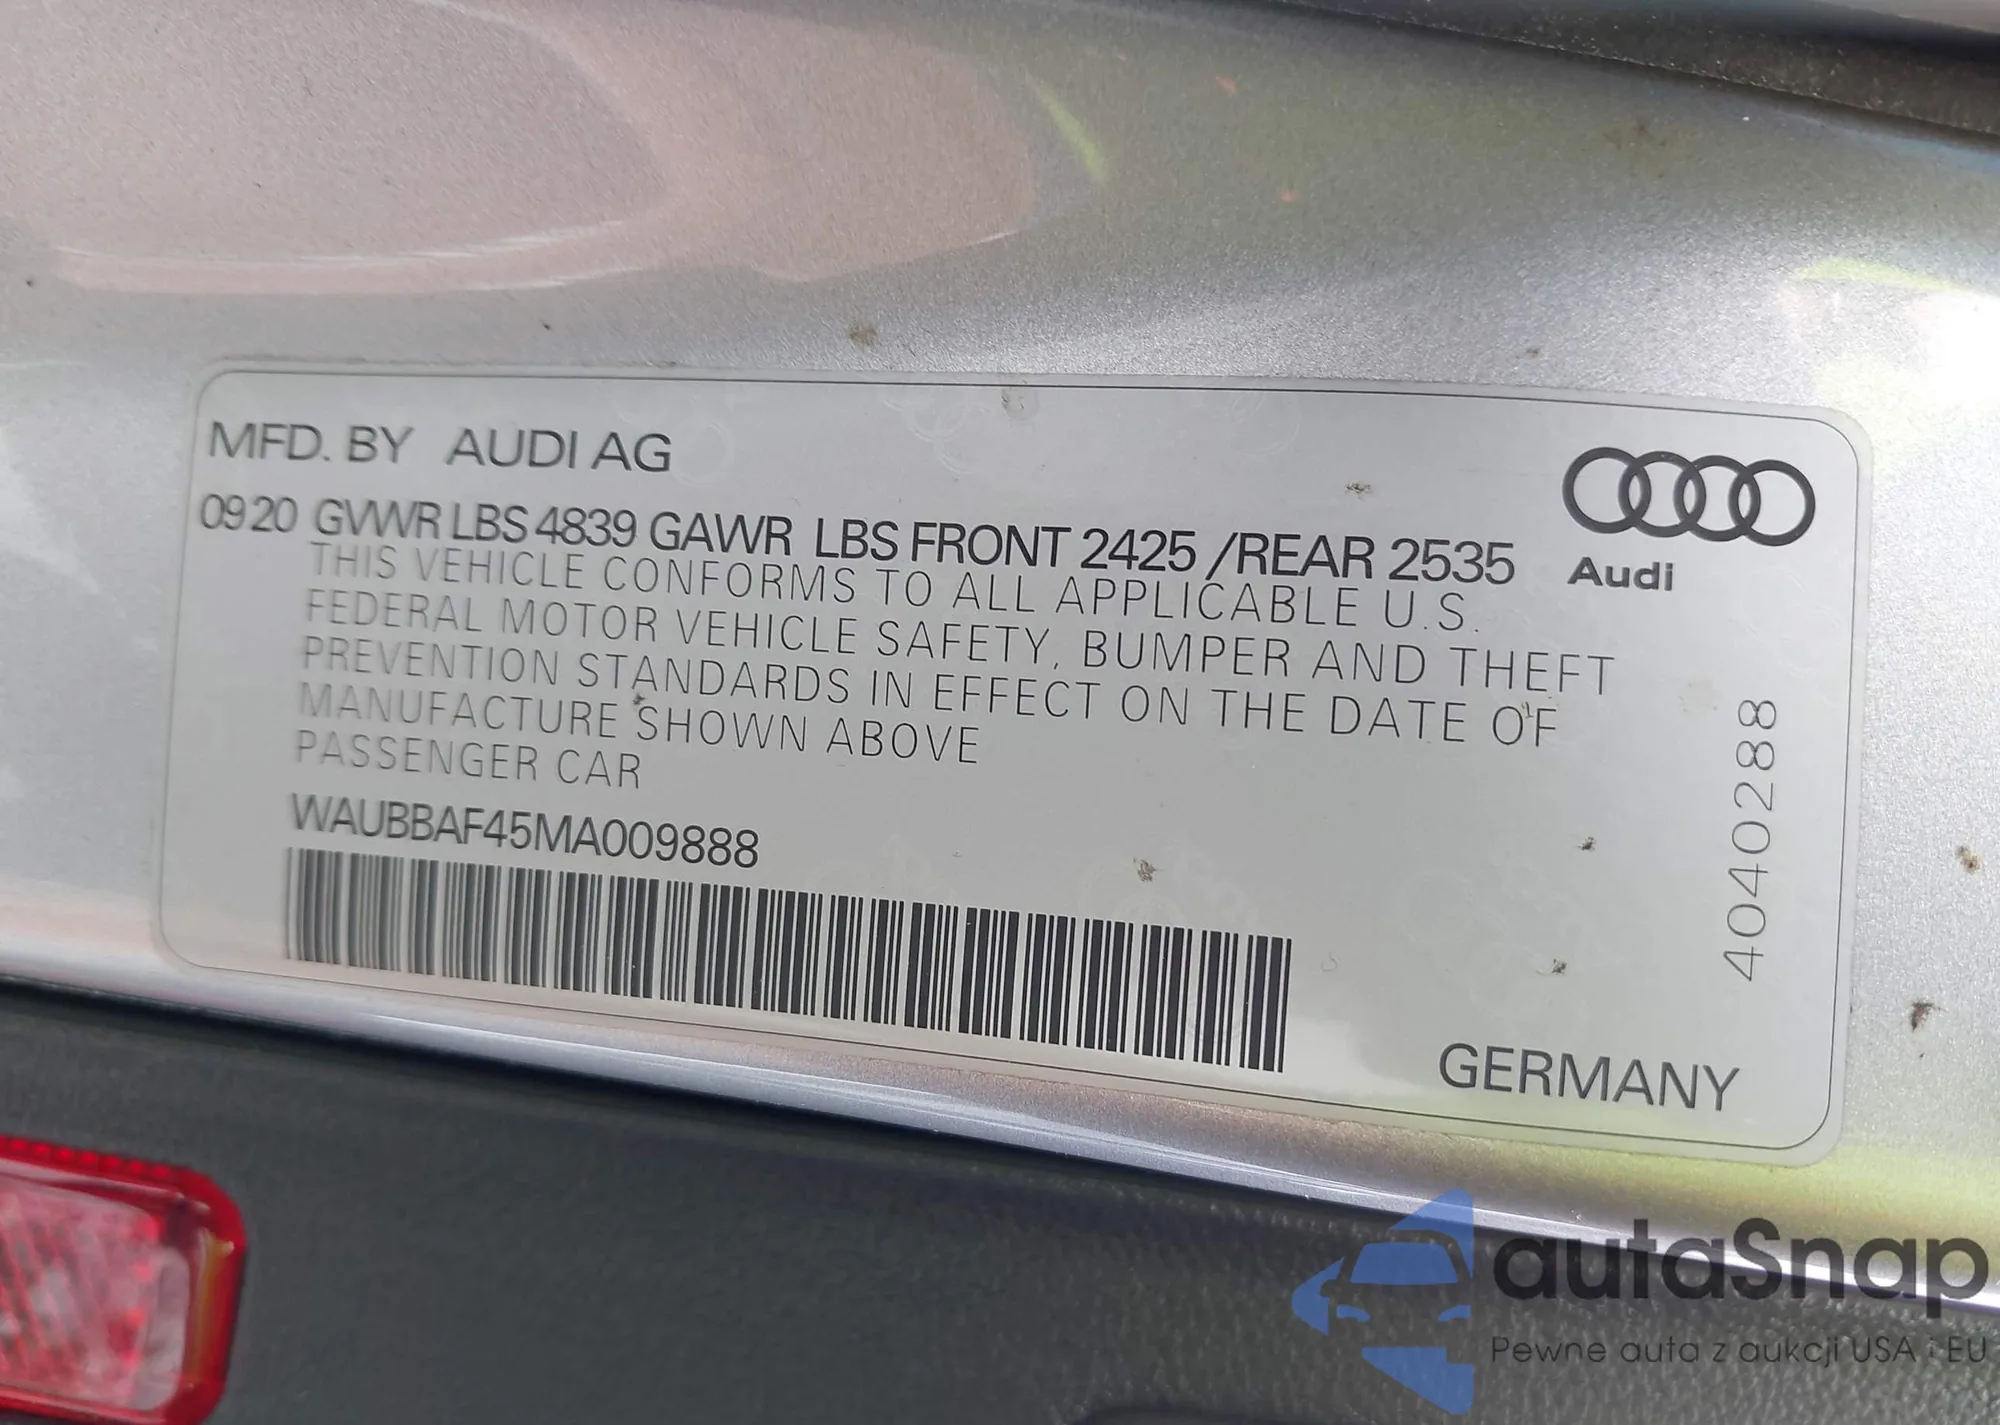 MFD. BY AUDI AG
0920 GVWR LBS 4839 GAWR LBS FRONT 2425 /REAR 2535
THIS VEHICLE CONFORMS TO ALL APPLICABLE U.S.
FEDERAL MOTOR VEHICLE SAFETY, BUMPER AND THEFT
PREVENTION STANDARDS IN EFFECT ON THE DATE OF
MANUFACTURE SHOWN ABOVE
PASSENGER CAR
WAUBBAF45MA009888
Audi
4040288
GERMANY
autaSnap
Pewne auta z aukcji USA i EU